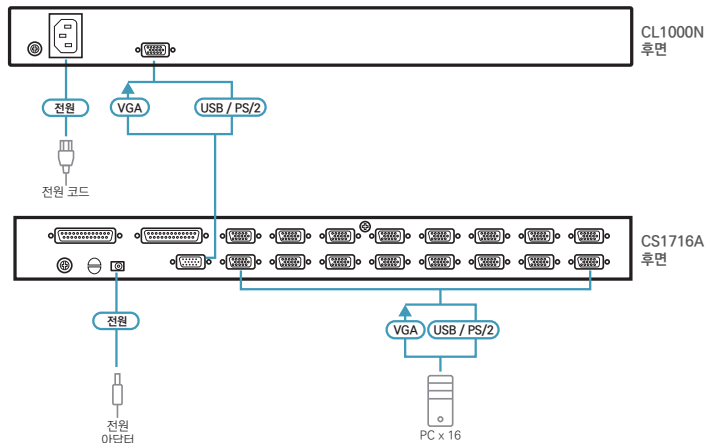 CL1000N
후면
전원
VGA
USB / PS/2
전원 코드
CS1716A
후면
전원
VGA
USB / PS/2
전원
아답터
PC x 16